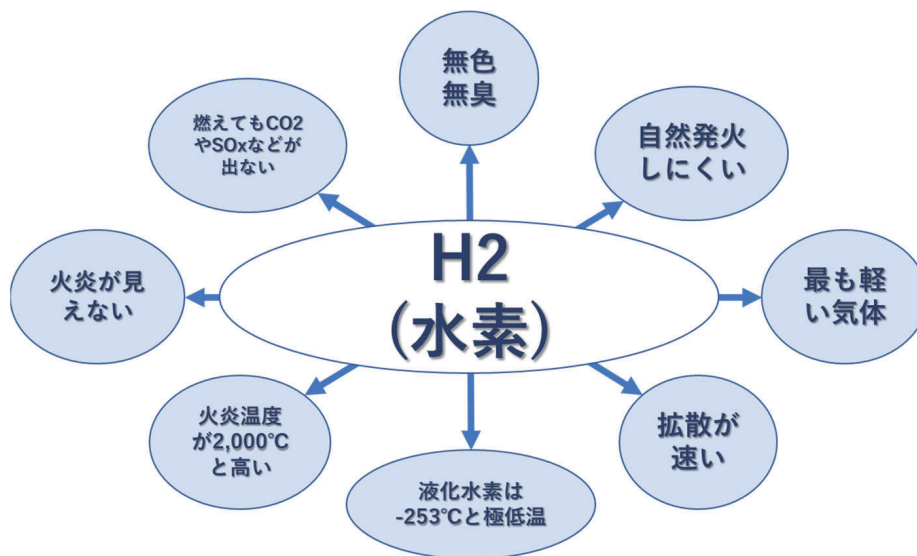 無色
無臭
燃えてもCO2
やSOxなどが
出ない
自然発火
しにくい
H2
(水素)
火炎が見
えない
最も軽
い気体
火炎温度
が2,000℃
と高い
拡散が
速い
液化水素は
-253℃と極低温